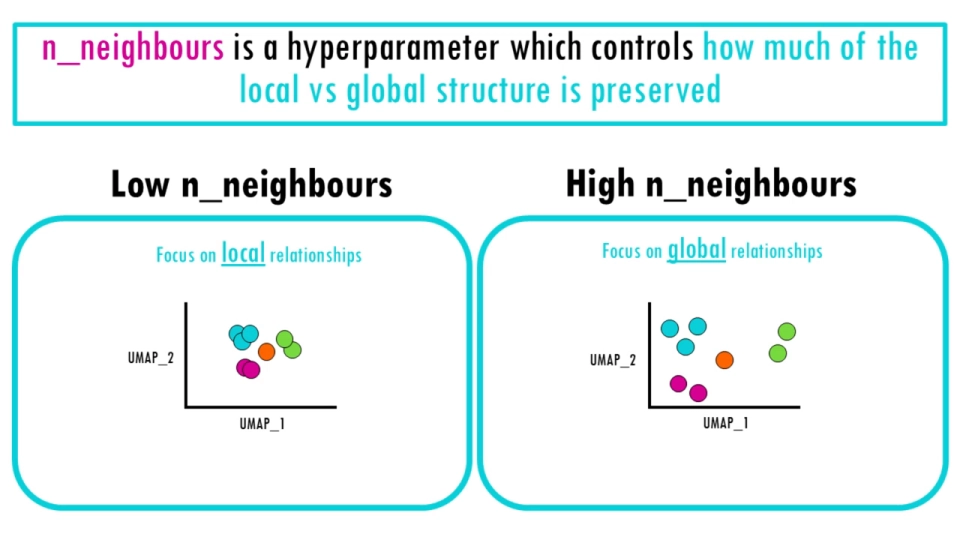 n_neighbours is a hyperparameter which controls how much of the
local vs global structure is preserved
Low n_neighbours
High n_neighbours
Focus on local relationships
Focus on global relationships
UMAP_2
UMAP_1
UMAP_2
UMAP_1